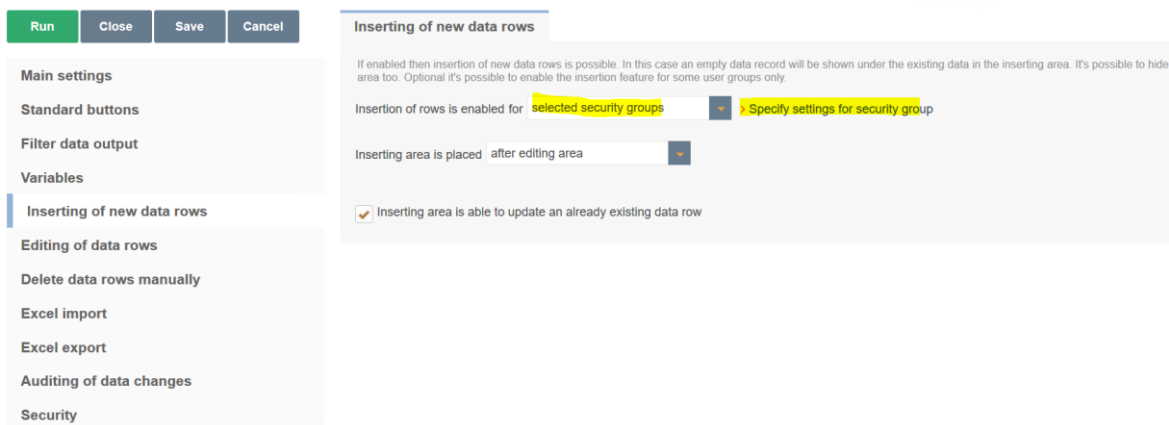 Run Close Save Cancel
Main settings
Standard buttons
Filter data output
Variables
Inserting of new data rows
Editing of data rows
Delete data rows manually
Excel import
Excel export
Auditing of data changes
Security
Inserting of new data rows
If enabled then insertion of new data rows is possible. In this case an empty data record will be shown under the existing data in the inserting area. It's possible to hide
area too. Optional it's possible to enable the insertion feature for some user groups only.
Insertion of rows is enabled for selected security groups > Specify settings for security group
Inserting area is placed after editing area
Inserting area is able to update an already existing data row